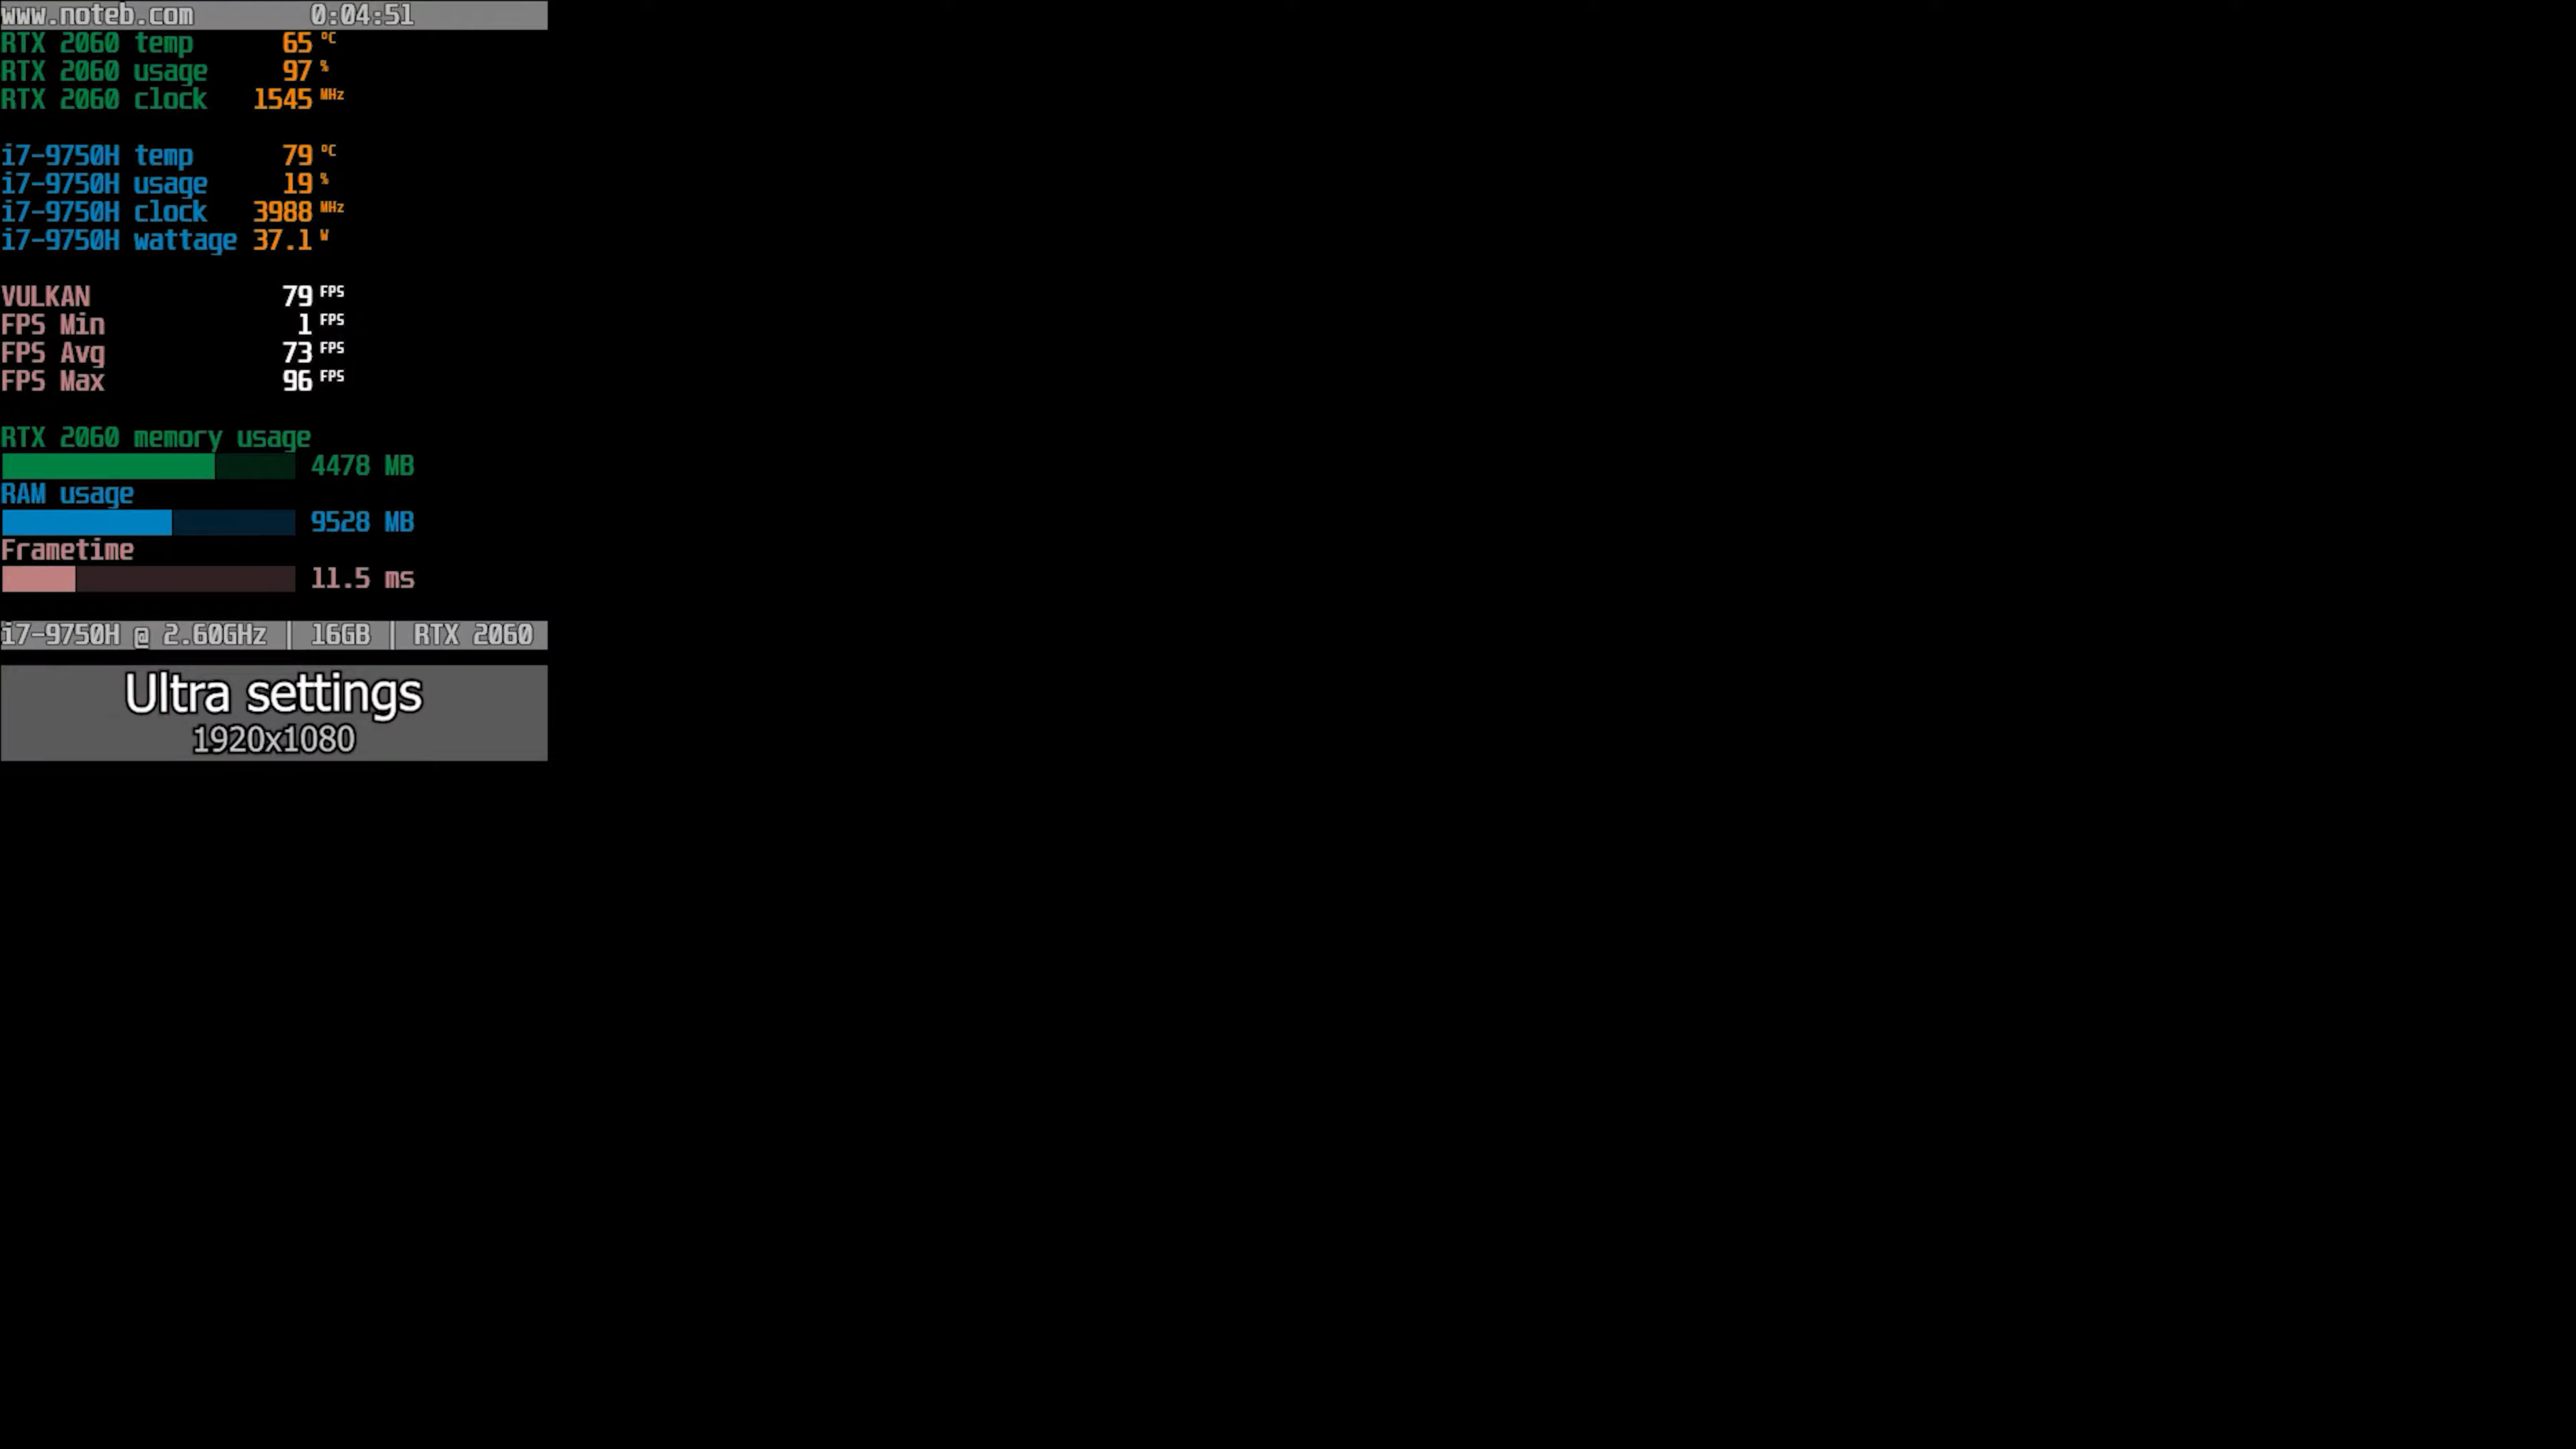 www.noteb.com 0:04:51
RTX 2060 temp 65 °C
RTX 2060 usage 97 %
RTX 2060 clock 1545 MHz
i7-9750H temp 79 °C
i7-9750H usage 19 %
i7-9750H clock 3988 MHz
i7-9750H wattage 37.1 W
VULKAN 79 FPS
FPS Min 1 FPS
FPS Avg 73 FPS
FPS Max 96 FPS
RTX 2060 memory usage
4478 MB
RAM usage
9528 MB
Frametime
11.5 ms
i7-9750H @ 2.60GHz | 16GB | RTX 2060
Ultra settings
1920x1080